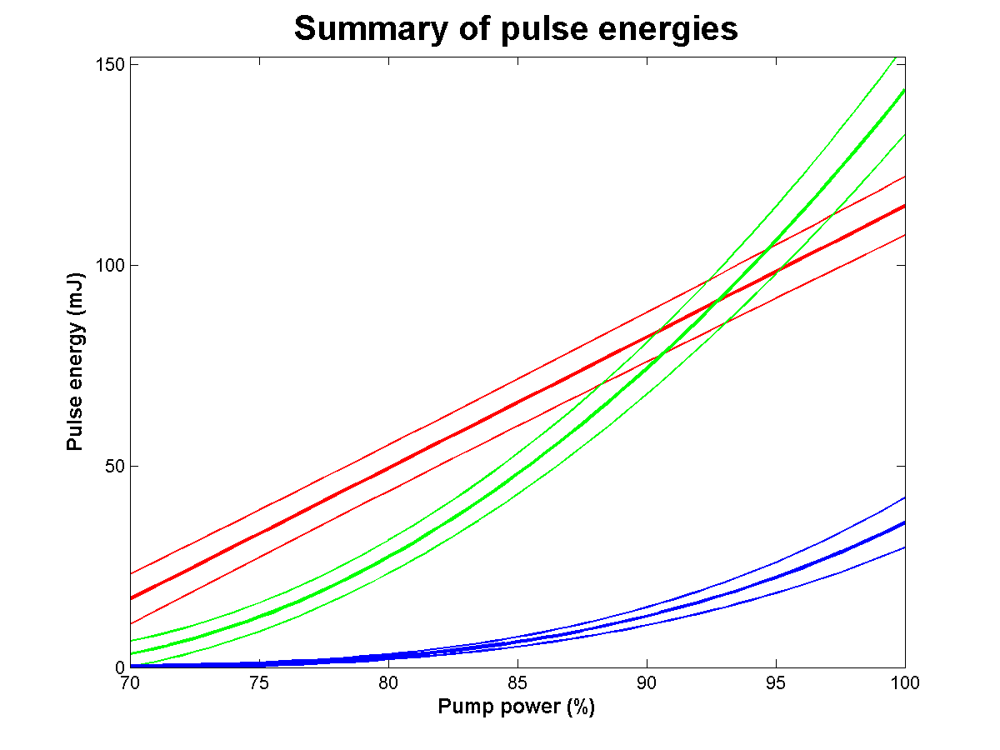 Summary of pulse energies
150
100
50
0
Pulse energy (mJ)
70 75 80 85 90 95 100
Pump power (%)